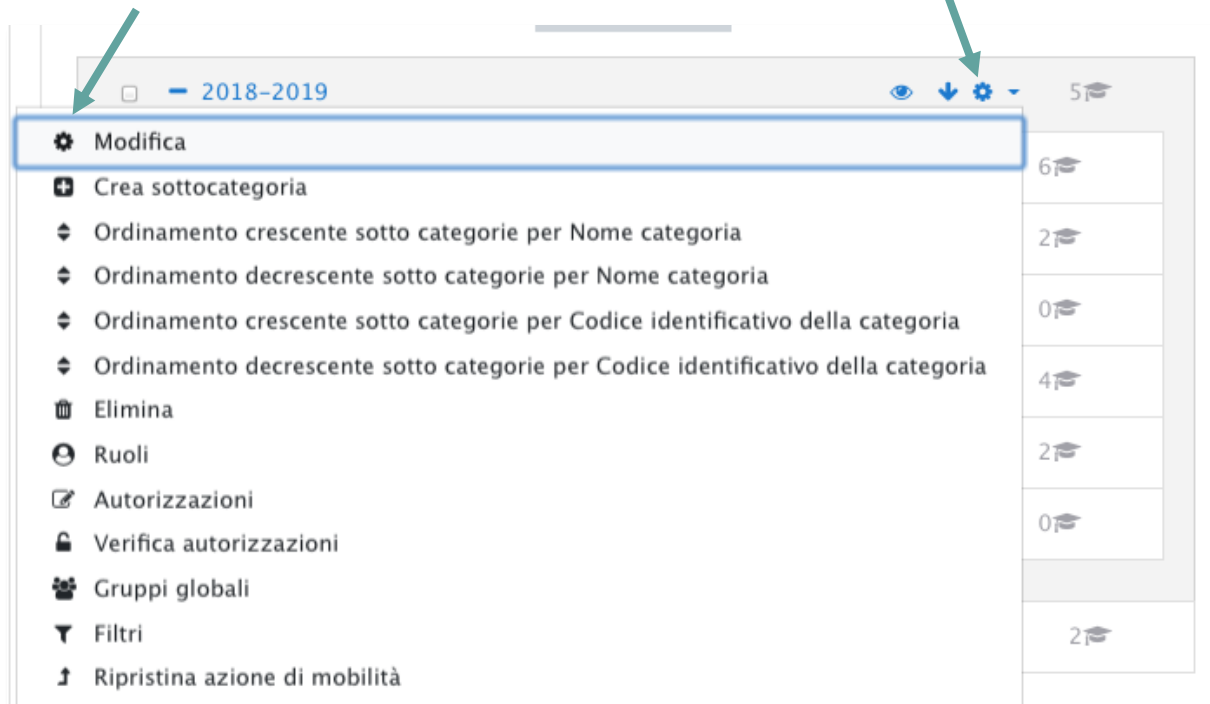 2018-2019 5
Modifica
6
Crea sottocategoria
Ordinamento crescente sotto categorie per Nome categoria 2
Ordinamento decrescente sotto categorie per Nome categoria
Ordinamento crescente sotto categorie per Codice identificativo della categoria 0
Ordinamento decrescente sotto categorie per Codice identificativo della categoria 4
Elimina
Ruoli 2
Autorizzazioni
Verifica autorizzazioni 0
Gruppi globali
Filtri 2
Ripristina azione di mobilità